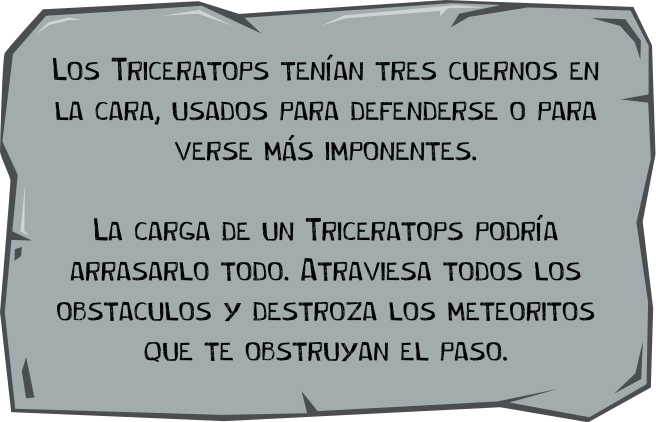 Los Triceratops tenían tres cuernos en
la cara, usados para defenderse o para
verse más imponentes.
La carga de un Triceratops podría
arrasarlo todo. Atraviesa todos los
obstaculos y destroza los meteoritos
que te obstruyan el paso.